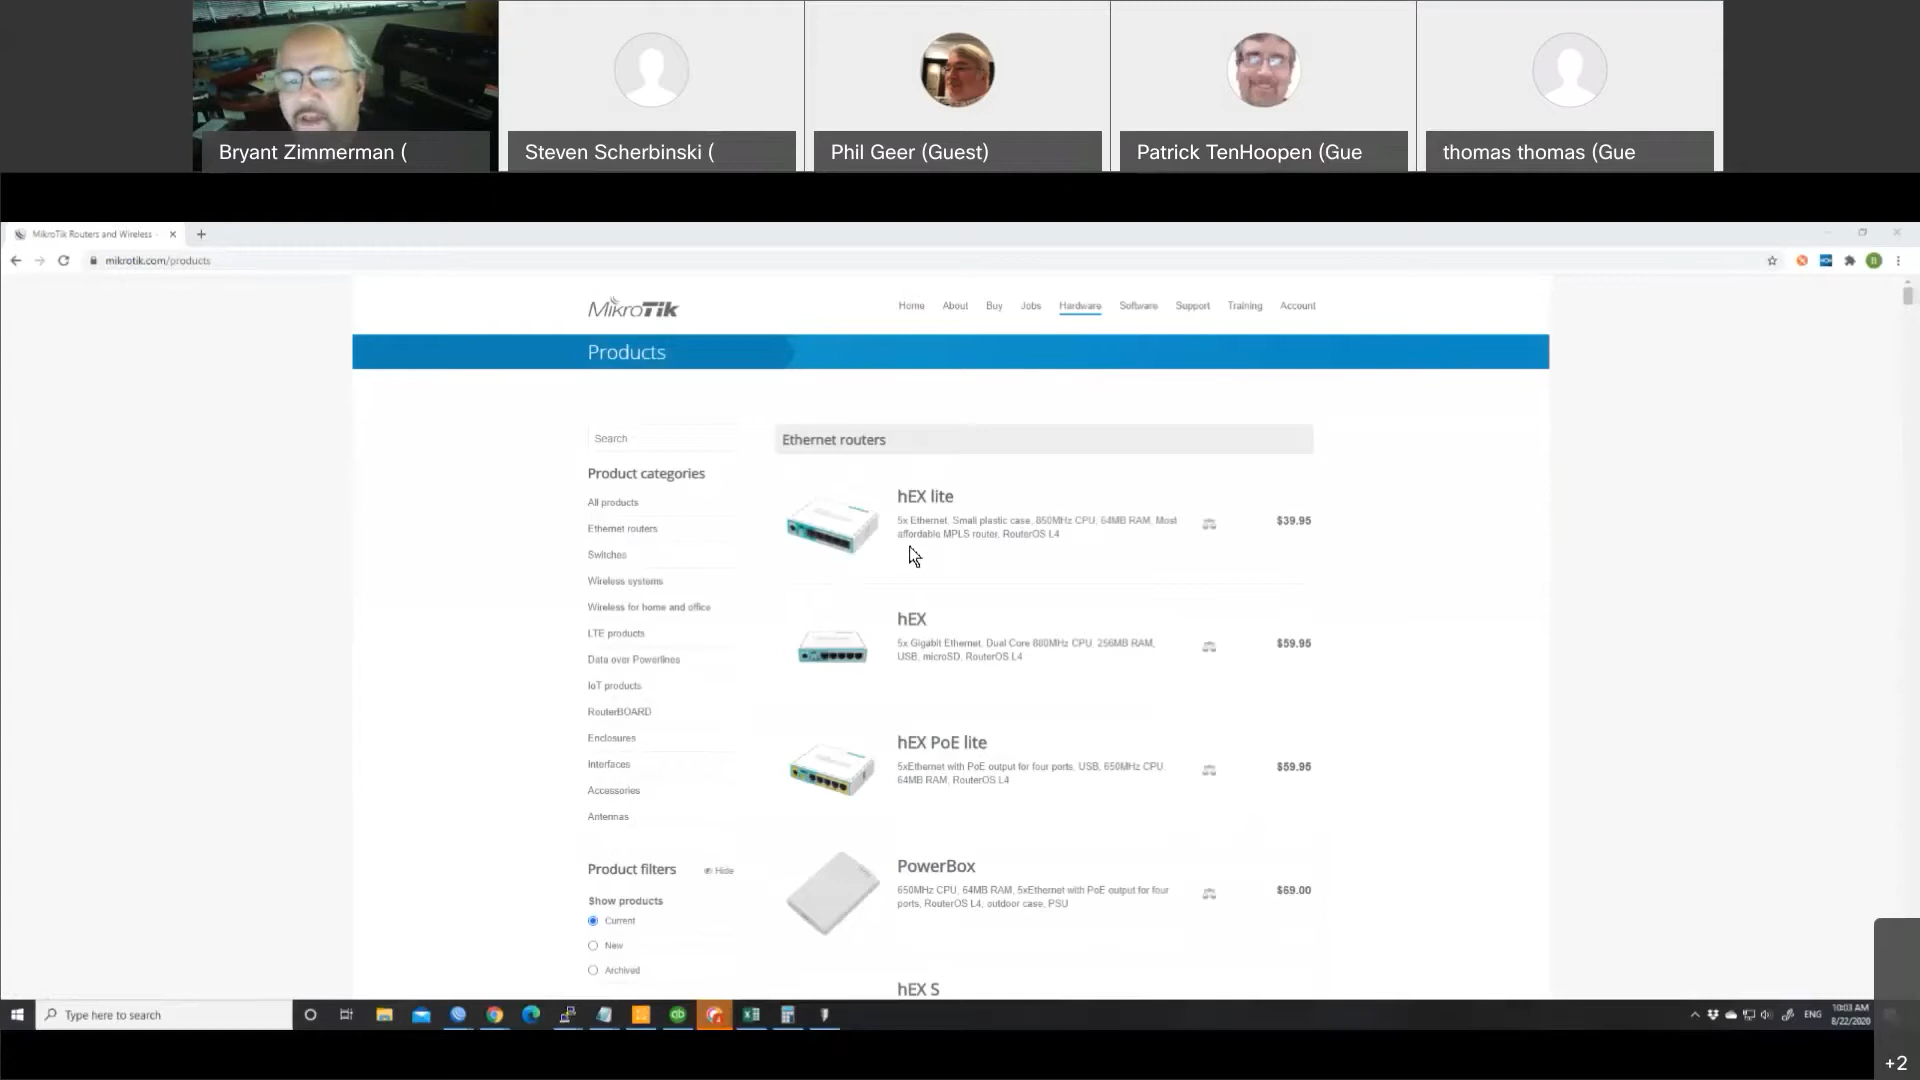 Bryant Zimmerman (
Steven Scherbinski (
Phil Geer (Guest)
Patrick TenHoopen (Gue
thomas thomas (Gue
MikroTik Routers and Wireless -
mikrotik.com/products
MikroTik
Home About Buy Jobs Hardware Software Support Training Account
Products
Search
Ethernet routers
Product categories
All products
Ethernet routers
Switches
Wireless systems
Wireless for home and office
LTE products
Data over Powerlines
IoT products
RouterBOARD
Enclosures
Interfaces
Accessories
Antennas
Product filters
Hide
Show products
Current
New
Archived
hEX lite
5x Ethernet, Small plastic case, 850MHz CPU, 64MB RAM, Most
affordable MPLS router, RouterOS L4
$39.95
hEX
5x Gigabit Ethernet, Dual Core 880MHz CPU, 256MB RAM,
USB, microSD, RouterOS L4
$59.95
hEX PoE lite
5xEthernet with PoE output for four ports, USB, 650MHz CPU,
64MB RAM, RouterOS L4
$59.95
PowerBox
650MHz CPU, 64MB RAM, 5xEthernet with PoE output for four
ports, RouterOS L4, outdoor case, PSU
$69.00
hEX S
Type here to search
ENG
10:03 AM
8/22/2020
+2